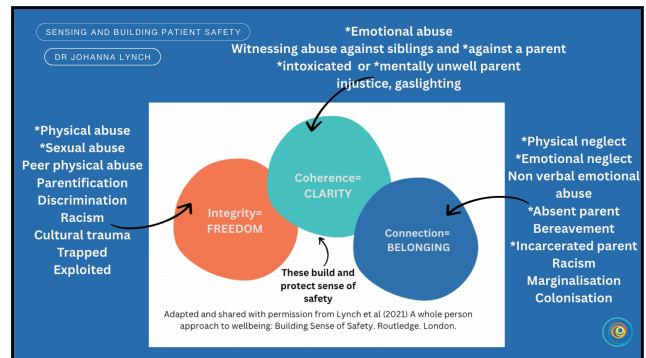 SENSING AND BUILDING PATIENT SAFETY
DR JOHANNA LYNCH
*Emotional abuse
Witnessing abuse against siblings and *against a parent
*intoxicated or *mentally unwell parent
injustice, gaslighting
*Physical abuse
*Sexual abuse
Peer physical abuse
Parentification
Discrimination
Racism
Cultural trauma
Trapped
Exploited
Integrity=
FREEDOM
Coherence=
CLARITY
Connection=
BELONGING
These build and
protect sense of
safety
*Physical neglect
*Emotional neglect
Non verbal emotional
abuse
*Absent parent
Bereavement
*Incarcerated parent
Racism
Marginalisation
Colonisation
Adapted and shared with permission from Lynch et al (2021) A whole person
approach to wellbeing: Building Sense of Safety. Routledge. London.